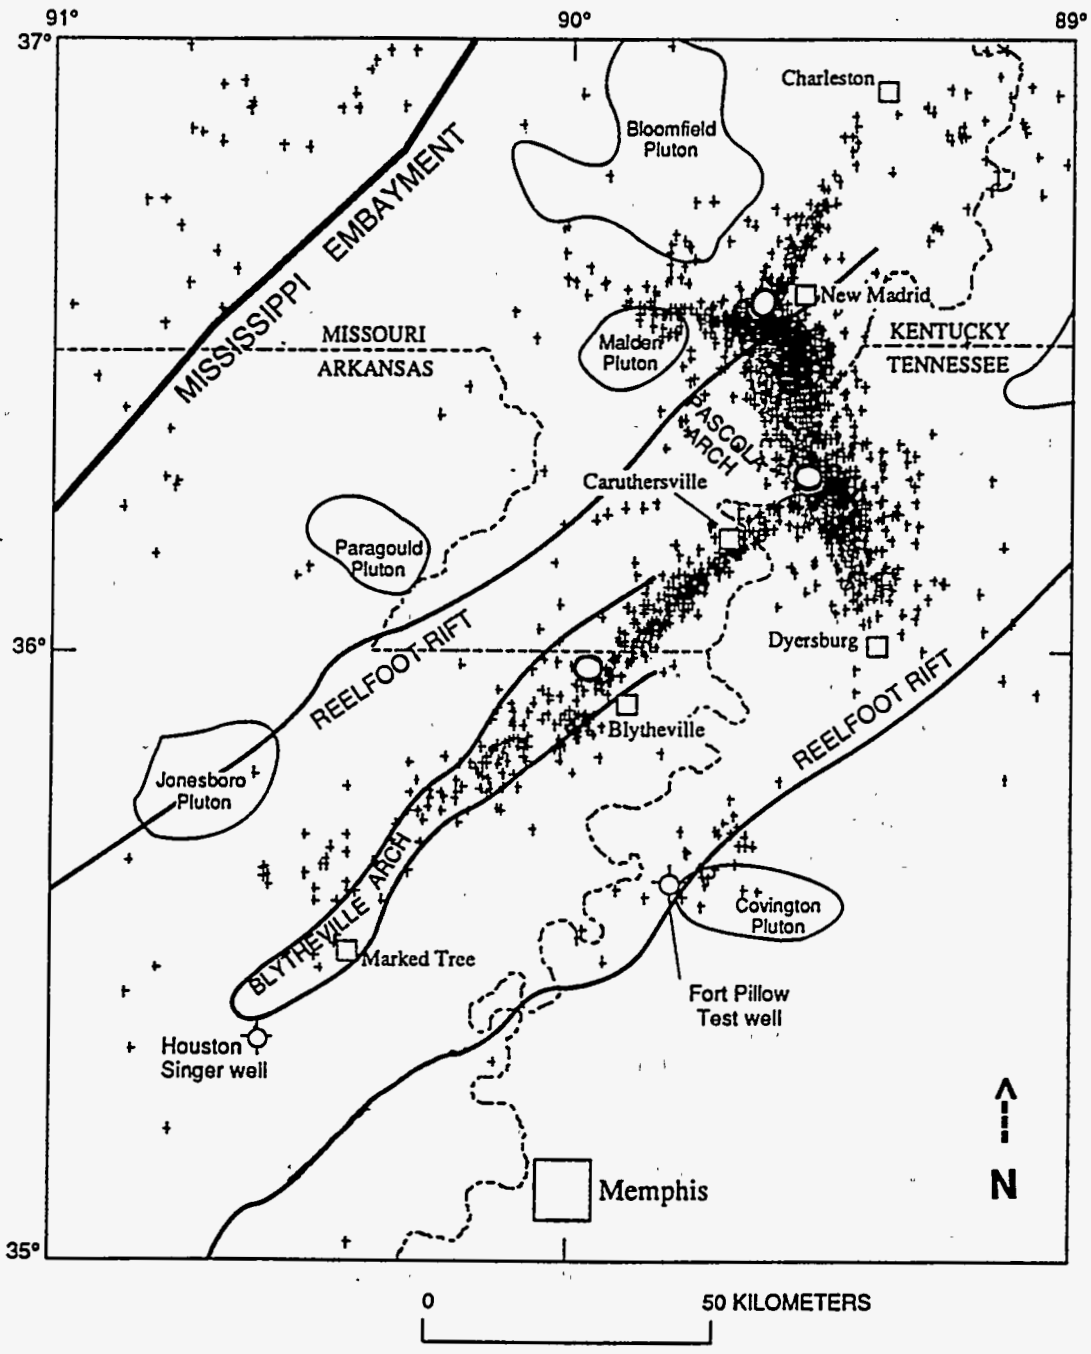 91°
90°
89°
37°
Charleston
Bloomfield
Pluton
MISSISSIPPI EMBAYMENT
New Madrid
MISSOURI
ARKANSAS
KENTUCKY
TENNESSEE
Malden
Pluton
PASCOLA
ARCH
Caruthersville
Paragould
Pluton
36°
Dyersburg
REELFOOT RIFT
REELFOOT RIFT
Blytheville
Jonesboro
Pluton
BLYTHEVILLE ARCH
Covington
Pluton
Marked Tree
Fort Pillow
Test well
Houston
Singer well
N
Memphis
35°
0
50 KILOMETERS